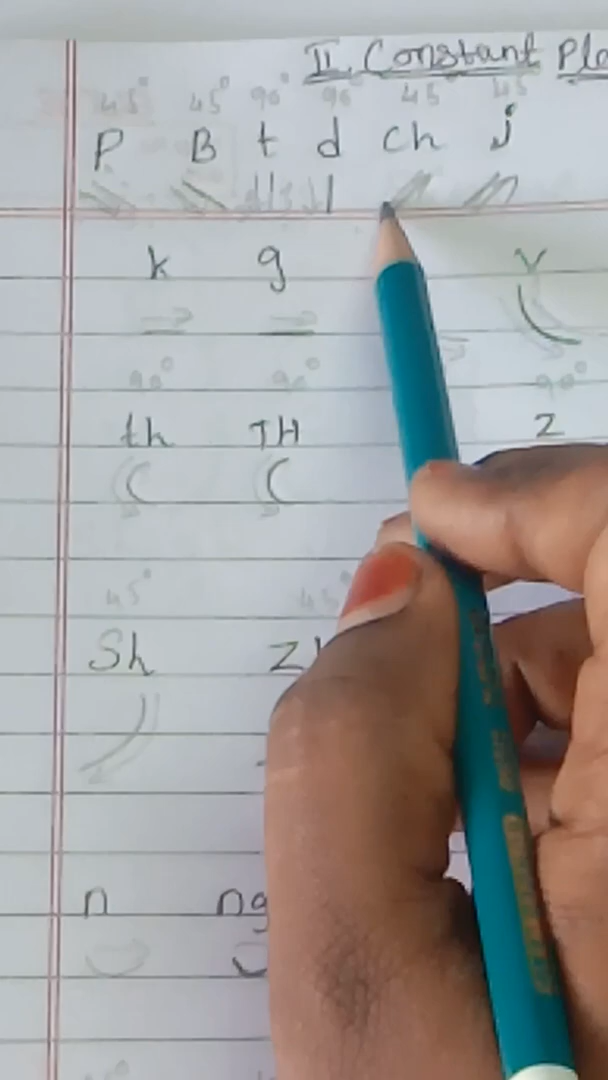 II. Constant
45° 45° 90° 90° 45° 45°
P B t d ch j
k g v
90° 90° 90°
th TH z
45° 45°
Sh
n ng